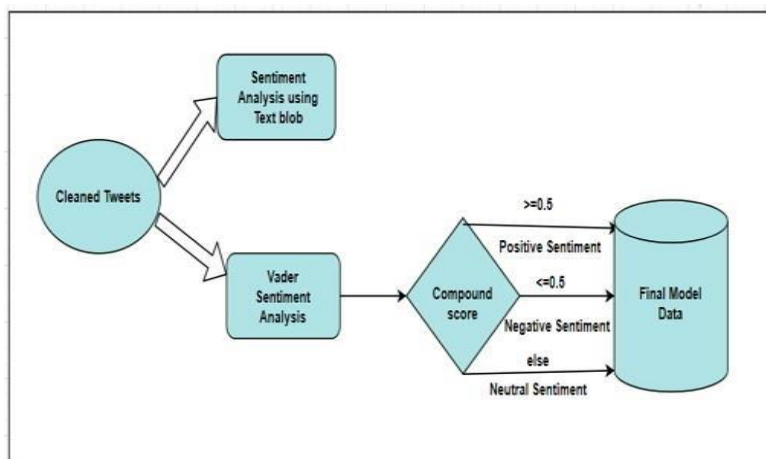 Sentiment
Analysis using
Text blob
Cleaned Tweets
Vader
Sentiment
Analysis
Compound
score
>=0.5
Positive Sentiment
<=0.5
Negative Sentiment
else
Neutral Sentiment
Final Model
Data